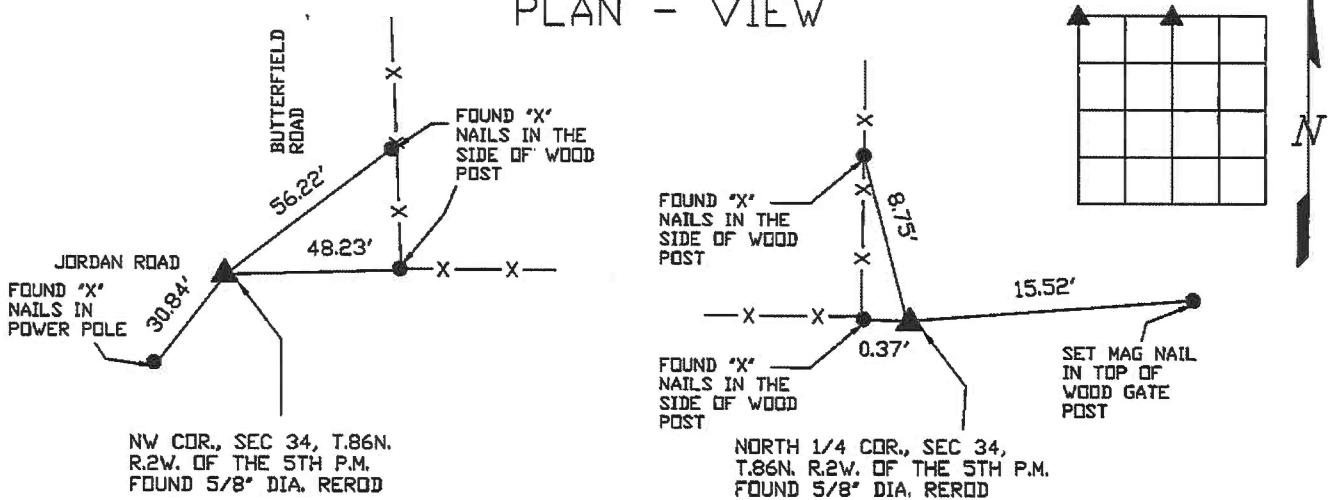 PLAN - VIEW
BUTTERFIELD
ROAD
FOUND "X"
NAILS IN THE
SIDE OF WOOD
POST
56.22'
48.23'
JORDAN ROAD
FOUND "X"
NAILS IN
POWER POLE
30.84'
NW COR., SEC 34, T.86N.
R.2W. OF THE 5TH P.M.
FOUND 5/8" DIA. REROD
FOUND "X"
NAILS IN THE
SIDE OF WOOD
POST
8.75'
15.52'
0.37'
FOUND "X"
NAILS IN THE
SIDE OF WOOD
POST
SET MAG NAIL
IN TOP OF
WOOD GATE
POST
NORTH 1/4 COR., SEC 34,
T.86N. R.2W. OF THE 5TH P.M.
FOUND 5/8" DIA. REROD
N